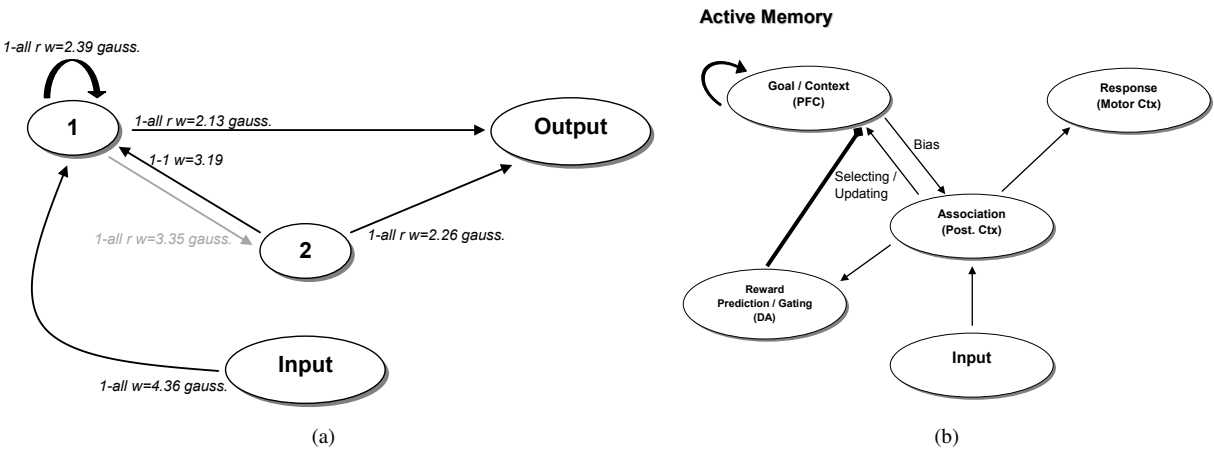 1-all r w=2.39 gauss.
1
1-all r w=2.13 gauss.
Output
1-1 w=3.19
1-all r w=3.35 gauss.
2
1-all r w=2.26 gauss.
Input
1-all w=4.36 gauss.
(a)
Active Memory
Goal / Context
(PFC)
Response
(Motor Ctx)
Bias
Selecting /
Updating
Association
(Post. Ctx)
Reward
Prediction / Gating
(DA)
Input
(b)